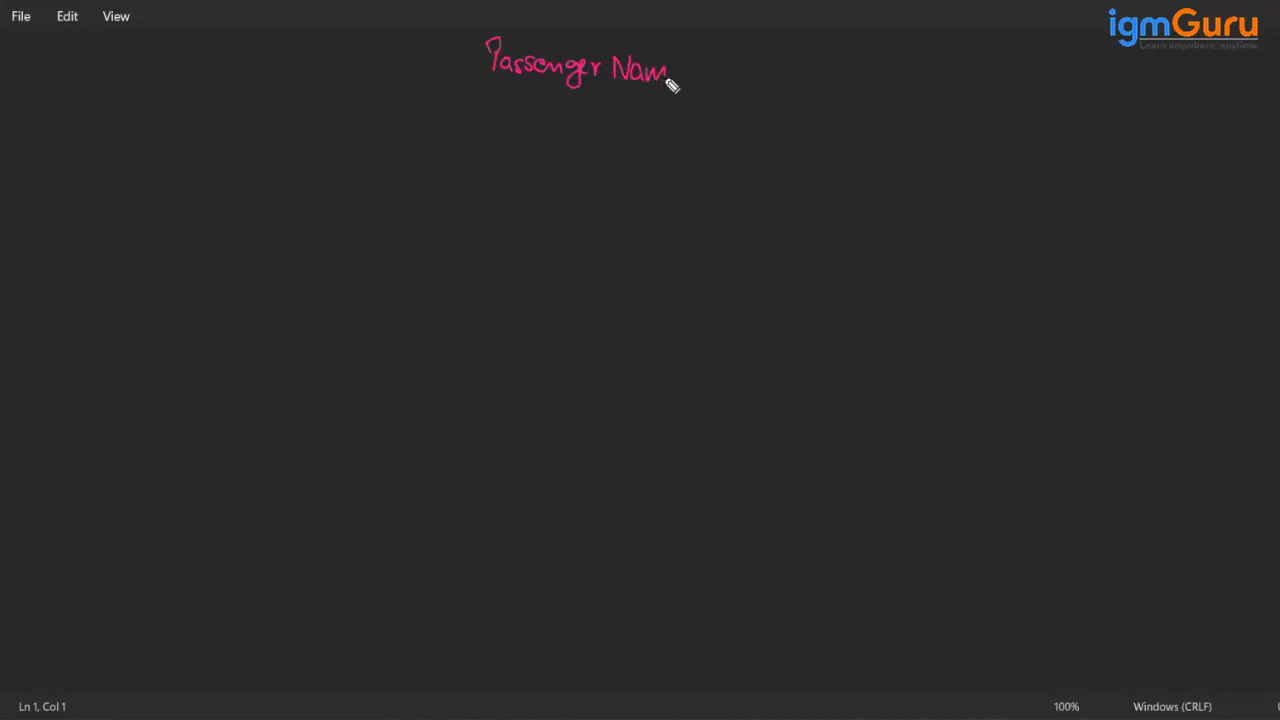 File Edit View
igmGuru
Learn anywhere, anytime
Passenger Nam
Ln 1, Col 1 100% Windows (CRLF)